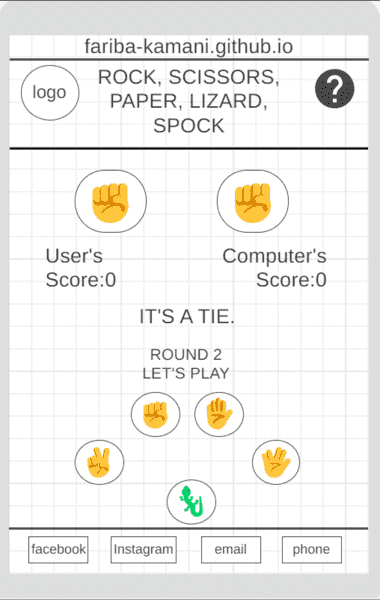 fariba-kamani.github.io
logo
ROCK, SCISSORS,
PAPER, LIZARD,
SPOCK
?
User's
Score:0
Computer's
Score:0
IT'S A TIE.
ROUND 2
LET'S PLAY
facebook
Instagram
email
phone